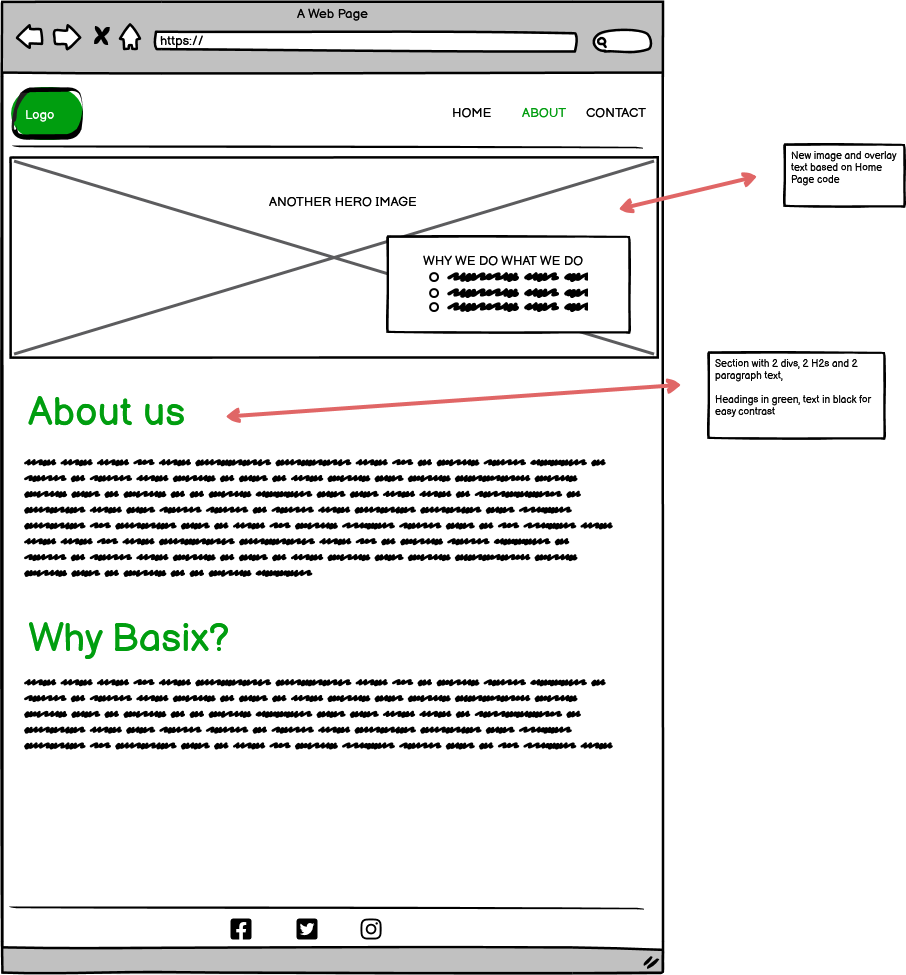 A Web Page
https://
Logo
HOME ABOUT CONTACT
ANOTHER HERO IMAGE
WHY WE DO WHAT WE DO
New image and overlay
text based on Home
Page code
About us
Section with 2 divs, 2 H2s and 2
paragraph text,
Headings in green, text in black for
easy contrast
Why Basix?